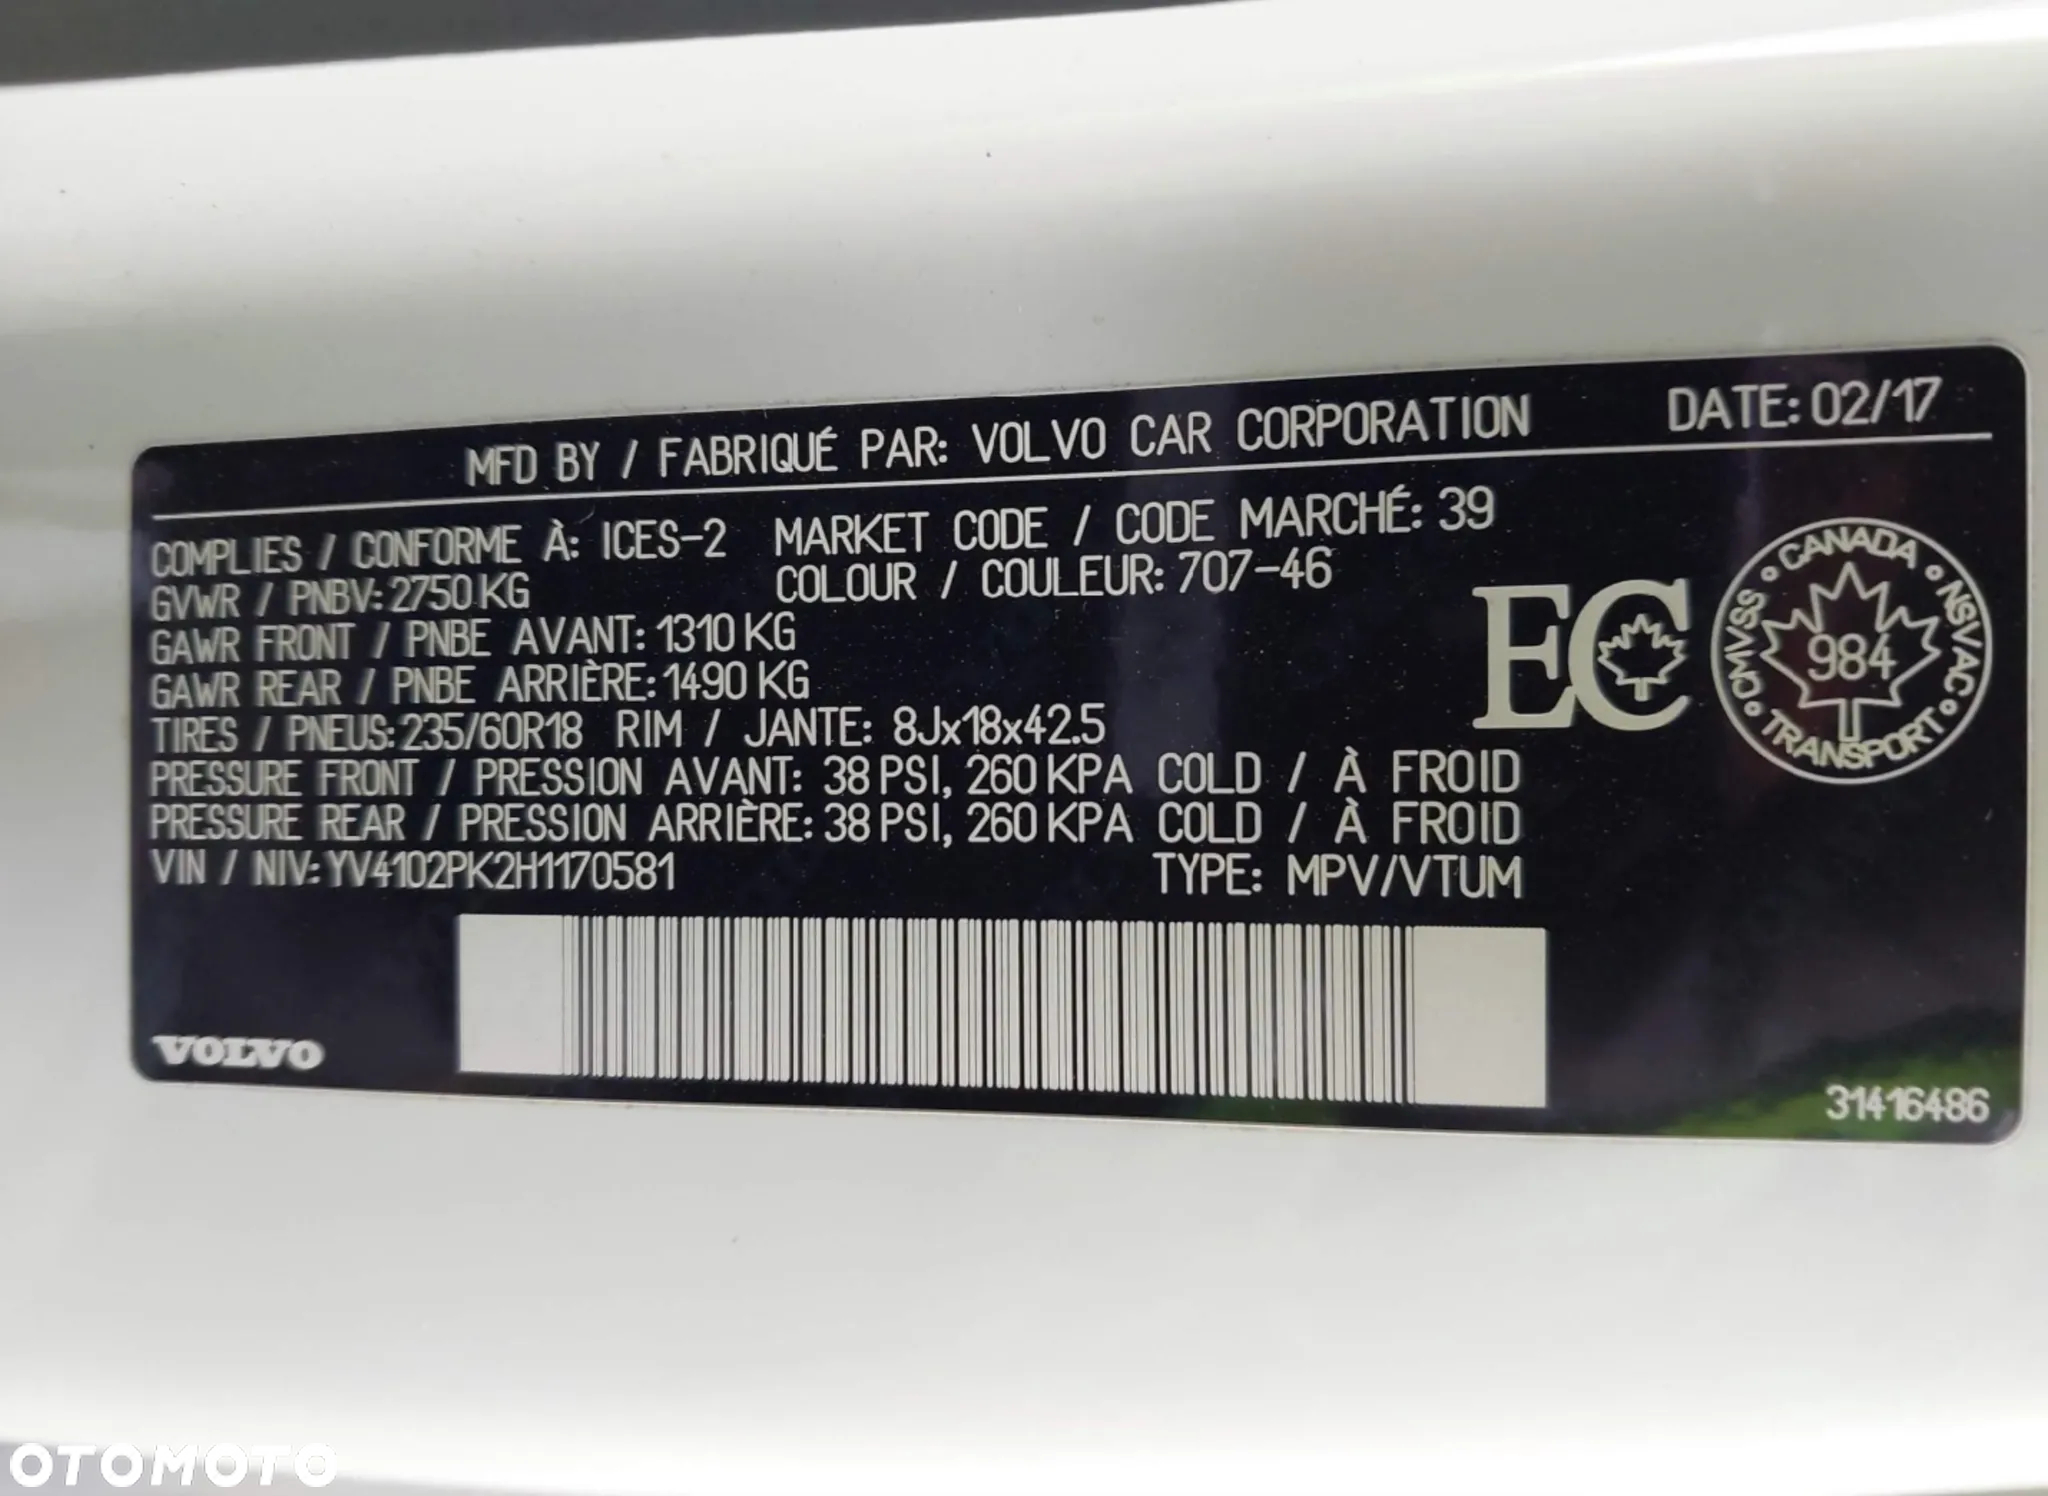 MFD BY / FABRIQUÉ PAR: VOLVO CAR CORPORATION DATE: 02/17
COMPLIES / CONFORME À: ICES-2 MARKET CODE / CODE MARCHÉ: 39
GVWR / PNBV: 2750 KG COLOUR / COULEUR: 707-46
GAWR FRONT / PNBE AVANT: 1310 KG
GAWR REAR / PNBE ARRIÈRE: 1490 KG
TIRES / PNEUS: 235/60R18 RIM / JANTE: 8Jx18x42.5
PRESSURE FRONT / PRESSION AVANT: 38 PSI, 260 KPA COLD / À FROID
PRESSURE REAR / PRESSION ARRIÈRE: 38 PSI, 260 KPA COLD / À FROID
VIN / NIV: YV4102PK2H1170581 TYPE: MPV/VTUM
EC
CANADA
CMVSS 984 NSVAC
TRANSPORT
VOLVO
31416486
OTOMOTO